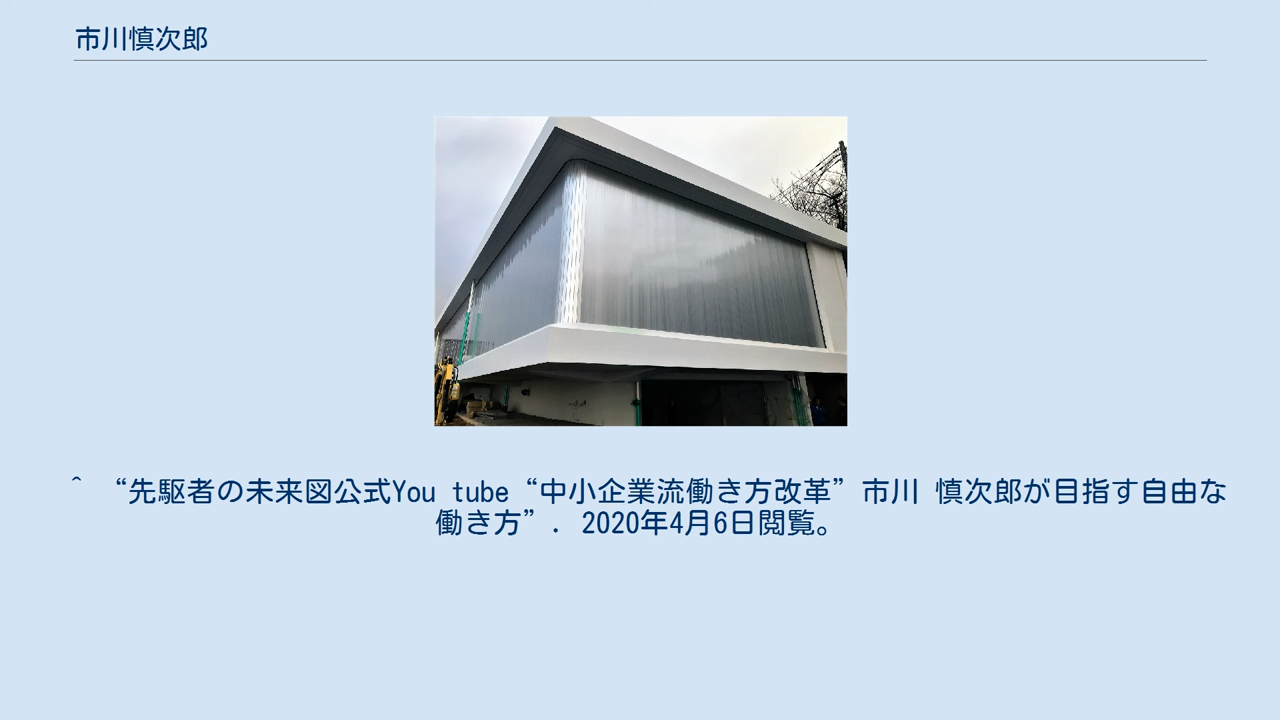 市川慎次郎
^ “先駆者の未来図公式You tube“中小企業流働き方改革”市川 慎次郎が目指す自由な
働き方”. 2020年4月6日閲覧。